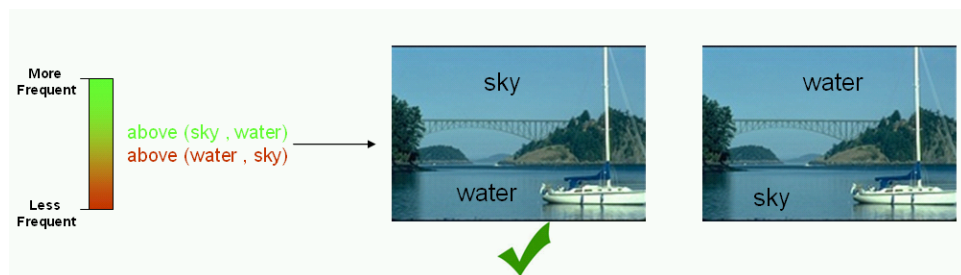 More
Frequent
above (sky , water)
above (water , sky)
Less
Frequent
sky
water
water
sky